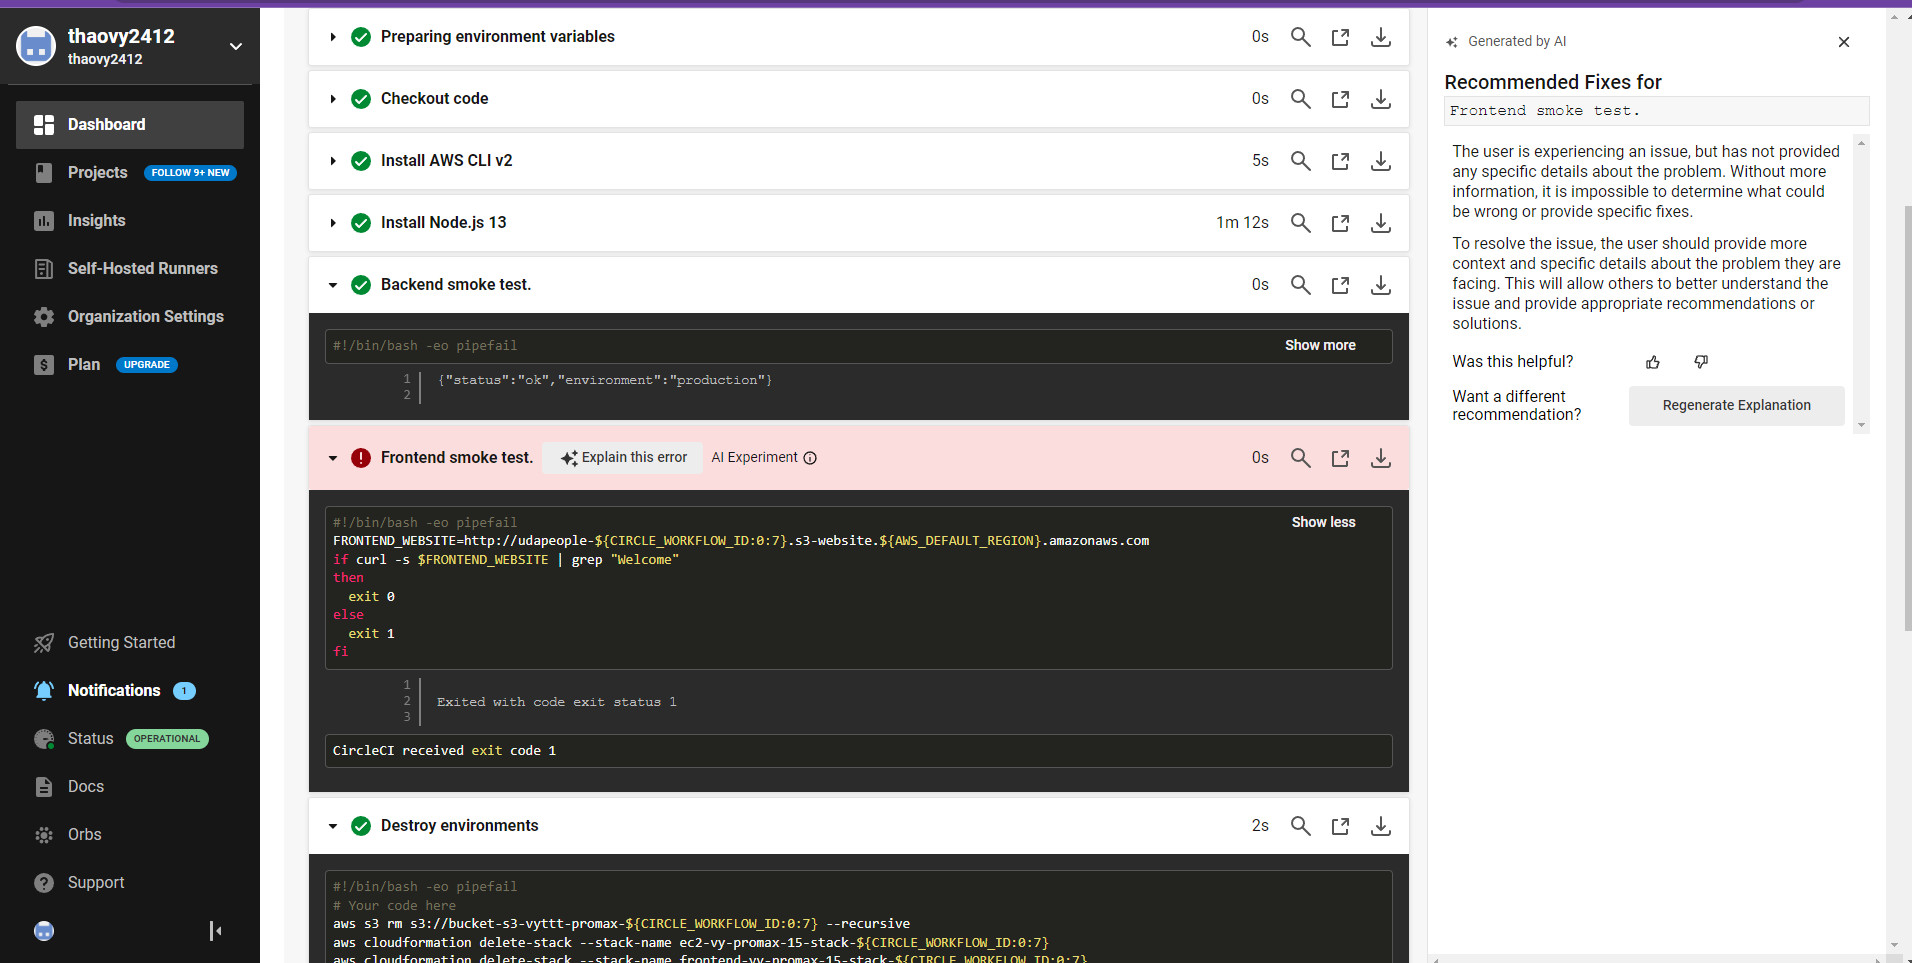 thaovy2412
thaovy2412
Dashboard
Projects FOLLOW 9+ NEW
Insights
Self-Hosted Runners
Organization Settings
Plan UPGRADE
Getting Started
Notifications 1
Status OPERATIONAL
Docs
Orbs
Support
Preparing environment variables 0s
Checkout code 0s
Install AWS CLI v2 5s
Install Node.js 13 1m 12s
Backend smoke test. 0s
#!/bin/bash -eo pipefail Show more
1 {"status":"ok","environment":"production"}
2
Frontend smoke test. Explain this error AI Experiment 0s
#!/bin/bash -eo pipefail Show less
FRONTEND_WEBSITE=http://udapeople-${CIRCLE_WORKFLOW_ID:0:7}.s3-website.${AWS_DEFAULT_REGION}.amazonaws.com
if curl -s $FRONTEND_WEBSITE | grep "Welcome"
then
exit 0
else
exit 1
fi
1
2 Exited with code exit status 1
3
CircleCI received exit code 1
Destroy environments 2s
#!/bin/bash -eo pipefail
# Your code here
aws s3 rm s3://bucket-s3-vyttt-promax-${CIRCLE_WORKFLOW_ID:0:7} --recursive
aws cloudformation delete-stack --stack-name ec2-vy-promax-15-stack-${CIRCLE_WORKFLOW_ID:0:7}
aws cloudformation delete-stack --stack-name frontend-vy-promax-15-stack-${CIRCLE_WORKFLOW_ID:0:7}
Generated by AI
Recommended Fixes for
Frontend smoke test.
The user is experiencing an issue, but has not provided
any specific details about the problem. Without more
information, it is impossible to determine what could
be wrong or provide specific fixes.
To resolve the issue, the user should provide more
context and specific details about the problem they are
facing. This will allow others to better understand the
issue and provide appropriate recommendations or
solutions.
Was this helpful?
Want a different
recommendation?
Regenerate Explanation